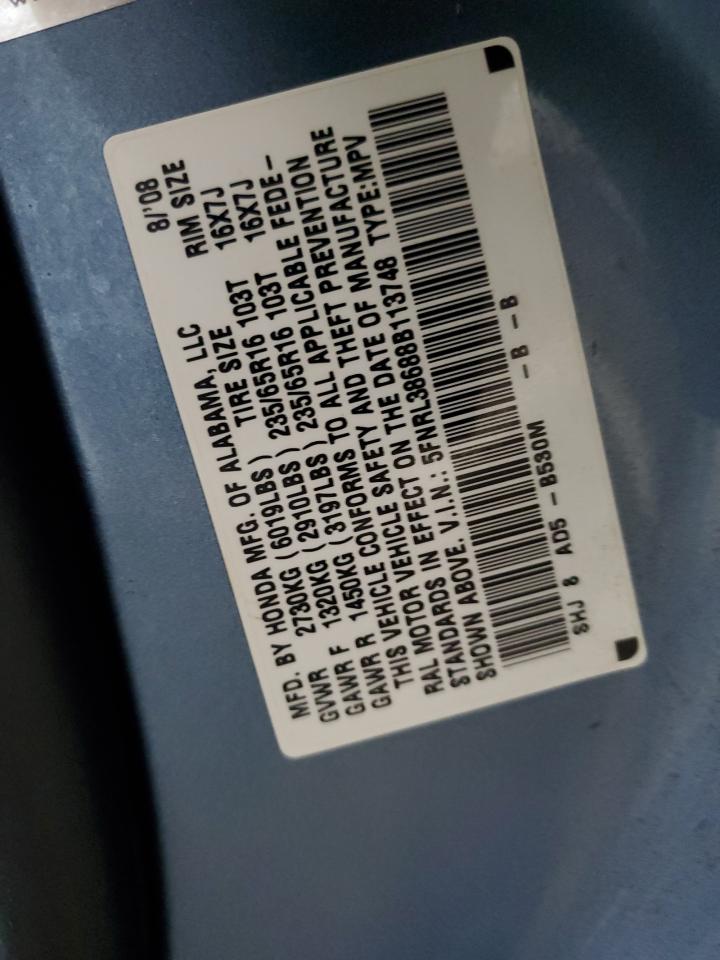 MFD. BY HONDA MFG. OF ALABAMA, LLC 8/'08
GVWR 2730KG (6019LBS) TIRE SIZE RIM SIZE
GAWR F 1320KG (2910LBS) 235/65R16 103T 16X7J
GAWR R 1450KG (3197LBS) 235/65R16 103T 16X7J
THIS VEHICLE CONFORMS TO ALL APPLICABLE FEDE-
RAL MOTOR VEHICLE SAFETY AND THEFT PREVENTION
STANDARDS IN EFFECT ON THE DATE OF MANUFACTURE
SHOWN ABOVE. V.I.N.: 5FNRL38688B113748 TYPE:MPV
SHJ 8 AD5 - B530M - B - B